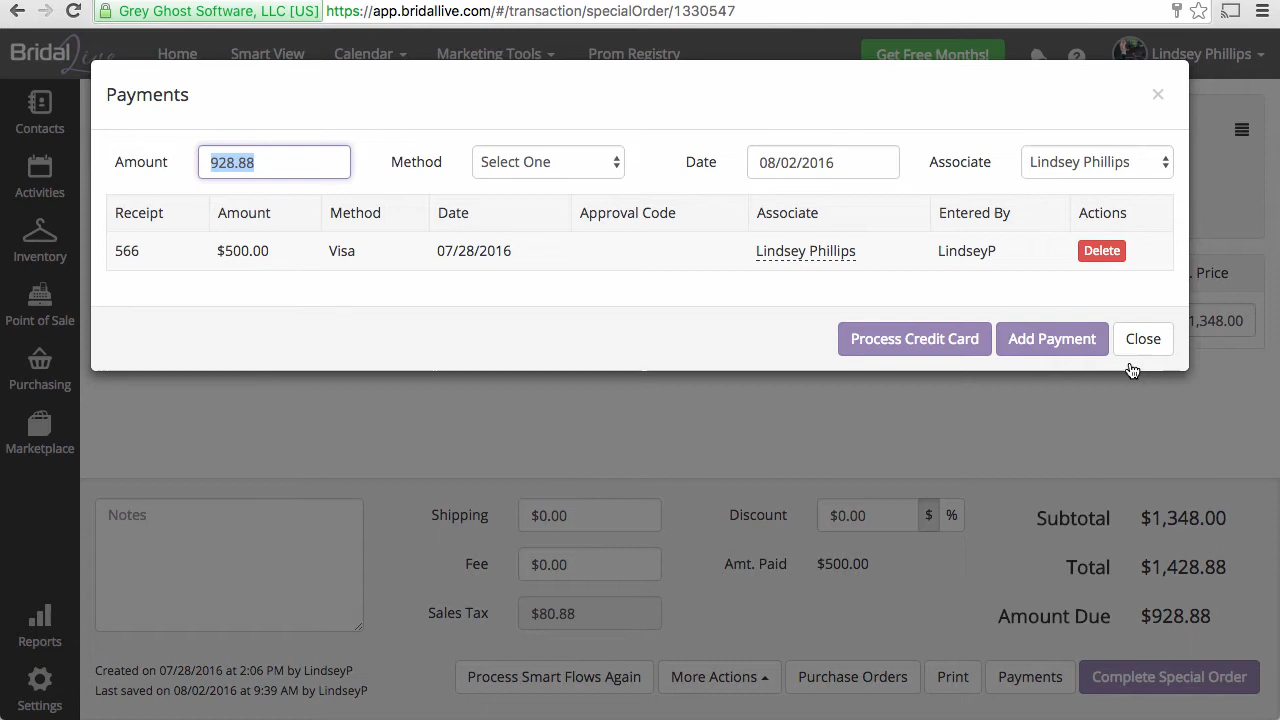 Grey Ghost Software, LLC [US] https://app.bridallive.com/#/transaction/specialOrder/1330547
Bridal Live Home Smart View Calendar Marketing Tools Prom Registry Get Free Months! Lindsey Phillips
Contacts
Activities
Inventory
Point of Sale
Purchasing
Marketplace
Reports
Settings
Payments ×
Amount 928.88 Method Select One Date 08/02/2016 Associate Lindsey Phillips
Receipt Amount Method Date Approval Code Associate Entered By Actions
566 $500.00 Visa 07/28/2016 Lindsey Phillips LindseyP Delete
Process Credit Card Add Payment Close
. Price
1,348.00
Notes Shipping $0.00 Discount $0.00 $ % Subtotal $1,348.00
Fee $0.00 Amt. Paid $500.00 Total $1,428.88
Sales Tax $80.88 Amount Due $928.88
Created on 07/28/2016 at 2:06 PM by LindseyP
Last saved on 08/02/2016 at 9:39 AM by LindseyP
Process Smart Flows Again More Actions Purchase Orders Print Payments Complete Special Order